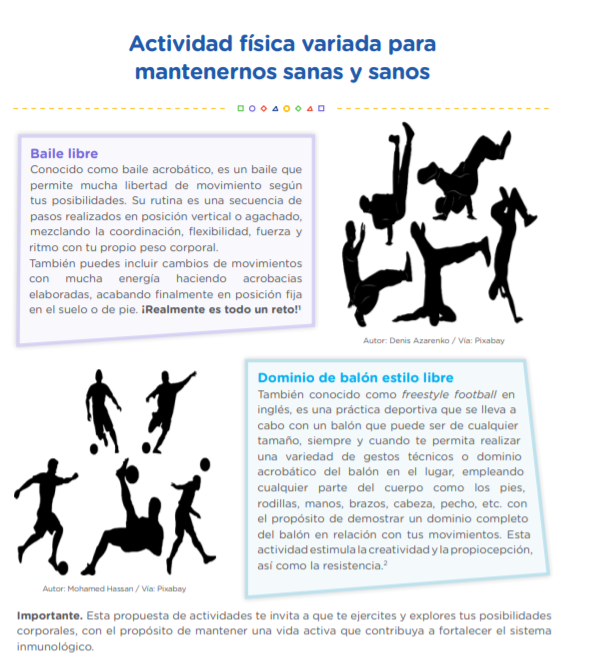 Actividad física variada para
mantenernos sanas y sanos
Baile libre
Conocido como baile acrobático, es un baile que
permite mucha libertad de movimiento según
tus posibilidades. Su rutina es una secuencia de
pasos realizados en posición vertical o agachado,
mezclando la coordinación, flexibilidad, fuerza y
ritmo con tu propio peso corporal.
También puedes incluir cambios de movimientos
con mucha energía haciendo acrobacias
elaboradas, acabando finalmente en posición fija
en el suelo o de pie. ¡Realmente es todo un reto!¹
Autor: Denis Azarenko / Vía: Pixabay
Dominio de balón estilo libre
También conocido como freestyle football en
inglés, es una práctica deportiva que se lleva a
cabo con un balón que puede ser de cualquier
tamaño, siempre y cuando te permita realizar
una variedad de gestos técnicos o dominio
acrobático del balón en el lugar, empleando
cualquier parte del cuerpo como los pies,
rodillas, manos, brazos, cabeza, pecho, etc. con
el propósito de demostrar un dominio completo
del balón en relación con tus movimientos. Esta
actividad estimula la creatividad y la propiocepción,
así como la resistencia.²
Autor: Mohamed Hassan / Vía: Pixabay
Importante. Esta propuesta de actividades te invita a que te ejercites y explores tus posibilidades
corporales, con el propósito de mantener una vida activa que contribuya a fortalecer el sistema
inmunológico.